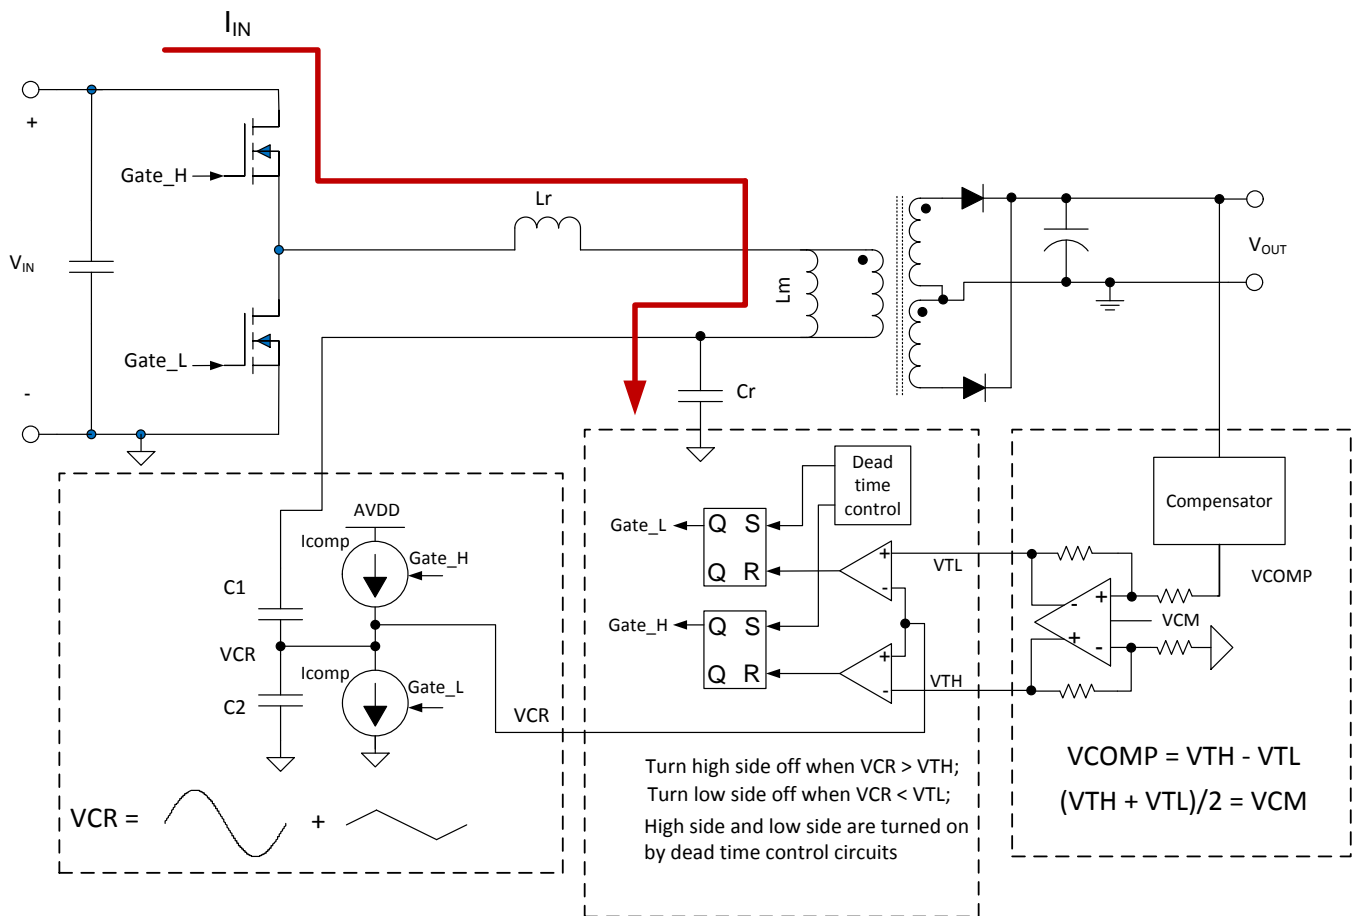 I_IN
+
Gate_H
V_IN
Gate_L
-
Lr
Lm
Cr
V_OUT
AVDD
Icomp
Gate_H
C1
VCR
Icomp
Gate_L
C2
VCR
VCR = +
Dead
time
control
Gate_L
Q S
Q R
+
-
VTL
Gate_H
Q S
Q R
+
-
VTH
Turn high side off when VCR > VTH;
Turn low side off when VCR < VTL;
High side and low side are turned on
by dead time control circuits
Compensator
VCOMP
- +
VCM
+ -
VCOMP = VTH - VTL
(VTH + VTL)/2 = VCM